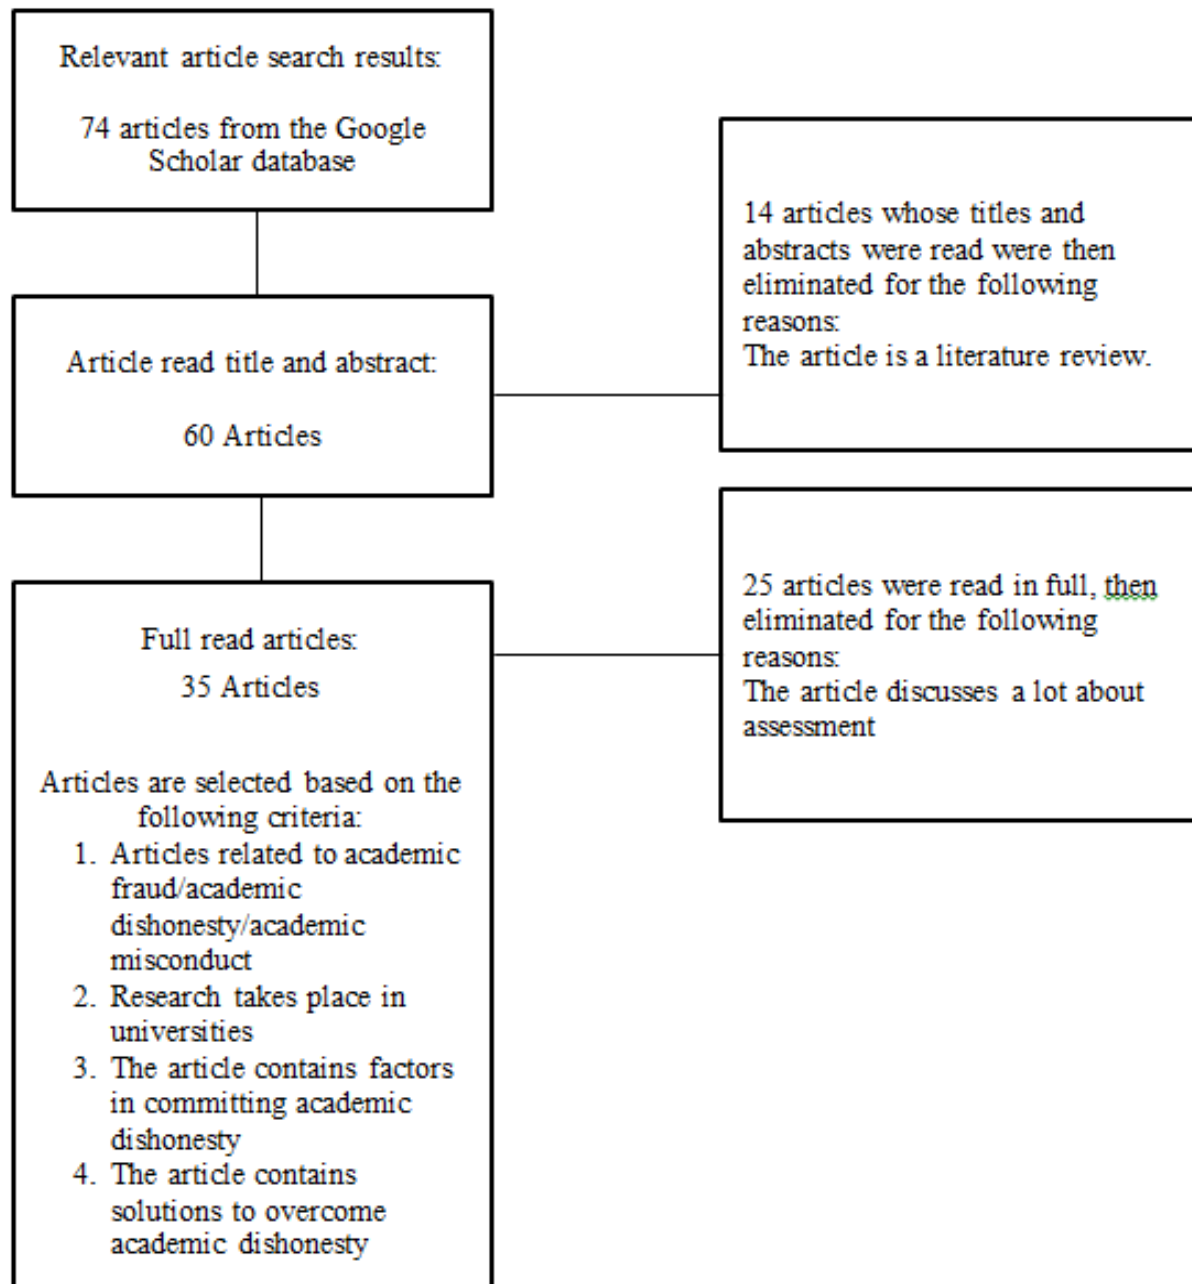 Relevant article search results:
74 articles from the Google
Scholar database
14 articles whose titles and
abstracts were read were then
eliminated for the following
reasons:
The article is a literature review.
Article read title and abstract:
60 Articles
25 articles were read in full, then
eliminated for the following
reasons:
The article discusses a lot about
assessment
Full read articles:
35 Articles
Articles are selected based on the
following criteria:
1. Articles related to academic
fraud/academic
dishonesty/academic
misconduct
2. Research takes place in
universities
3. The article contains factors
in committing academic
dishonesty
4. The article contains
solutions to overcome
academic dishonesty